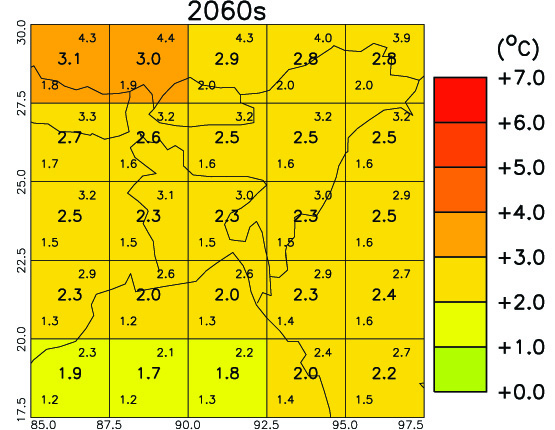 2060s
30.0
4.3 4.4 4.3 4.0 3.9
3.1 3.0 2.9 2.8 2.8
1.8 1.9 2.0 2.0 2.0
27.5
3.3 3.2 3.2 3.2 3.2
2.7 2.6 2.5 2.5 2.5
1.7 1.6 1.6 1.6 1.6
25.0
3.2 3.1 3.0 3.0 2.9
2.5 2.3 2.3 2.3 2.5
1.5 1.5 1.5 1.5 1.6
22.5
2.9 2.6 2.6 2.9 2.7
2.3 2.0 2.0 2.3 2.4
1.3 1.2 1.3 1.4 1.6
20.0
2.3 2.1 2.2 2.4 2.7
1.9 1.7 1.8 2.0 2.2
1.2 1.2 1.3 1.4 1.5
17.5
85.0 87.5 90.0 92.5 95.0 97.5
(°C)
+7.0
+6.0
+5.0
+4.0
+3.0
+2.0
+1.0
+0.0